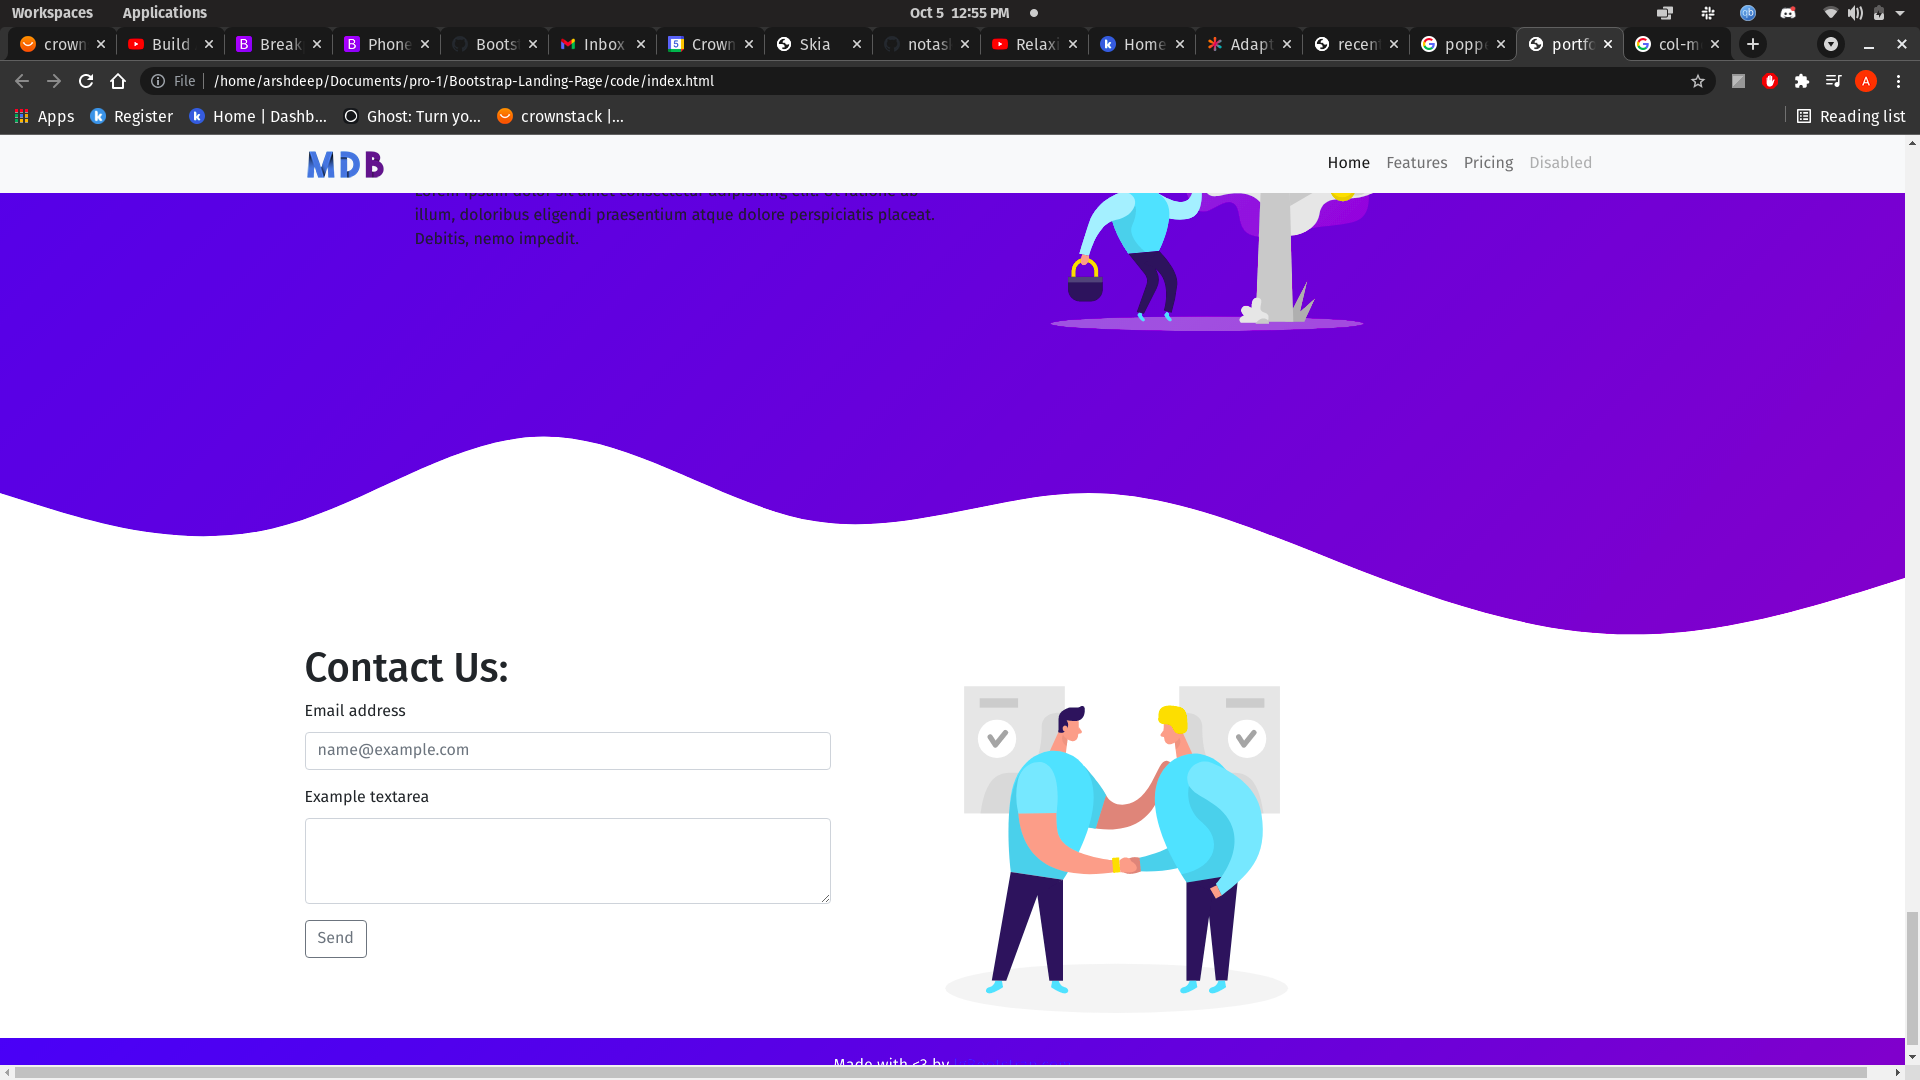 Workspaces Applications Oct 5 12:55 PM
crown Build Break Phone Boots Inbox Crown Skia notas Relaxi Home Adapt recent poppe portfo col-m
File /home/arshdeep/Documents/pro-1/Bootstrap-Landing-Page/code/index.html A
Apps Register Home | Dashb... Ghost: Turn yo... crownstack |... Reading list
MDB Home Features Pricing Disabled
illum, doloribus eligendi praesentium atque dolore perspiciatis placeat.
Debitis, nemo impedit.
Contact Us:
Email address
name@example.com
Example textarea
Send
Made with <3 by